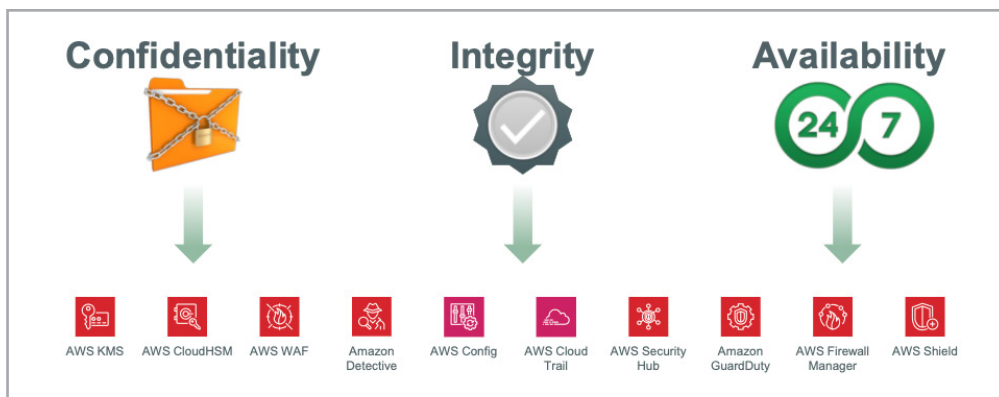 Confidentiality
Integrity
Availability
24 7
AWS KMS
AWS CloudHSM
AWS WAF
Amazon
Detective
AWS Config
AWS Cloud
Trail
AWS Security
Hub
Amazon
GuardDuty
AWS Firewall
Manager
AWS Shield